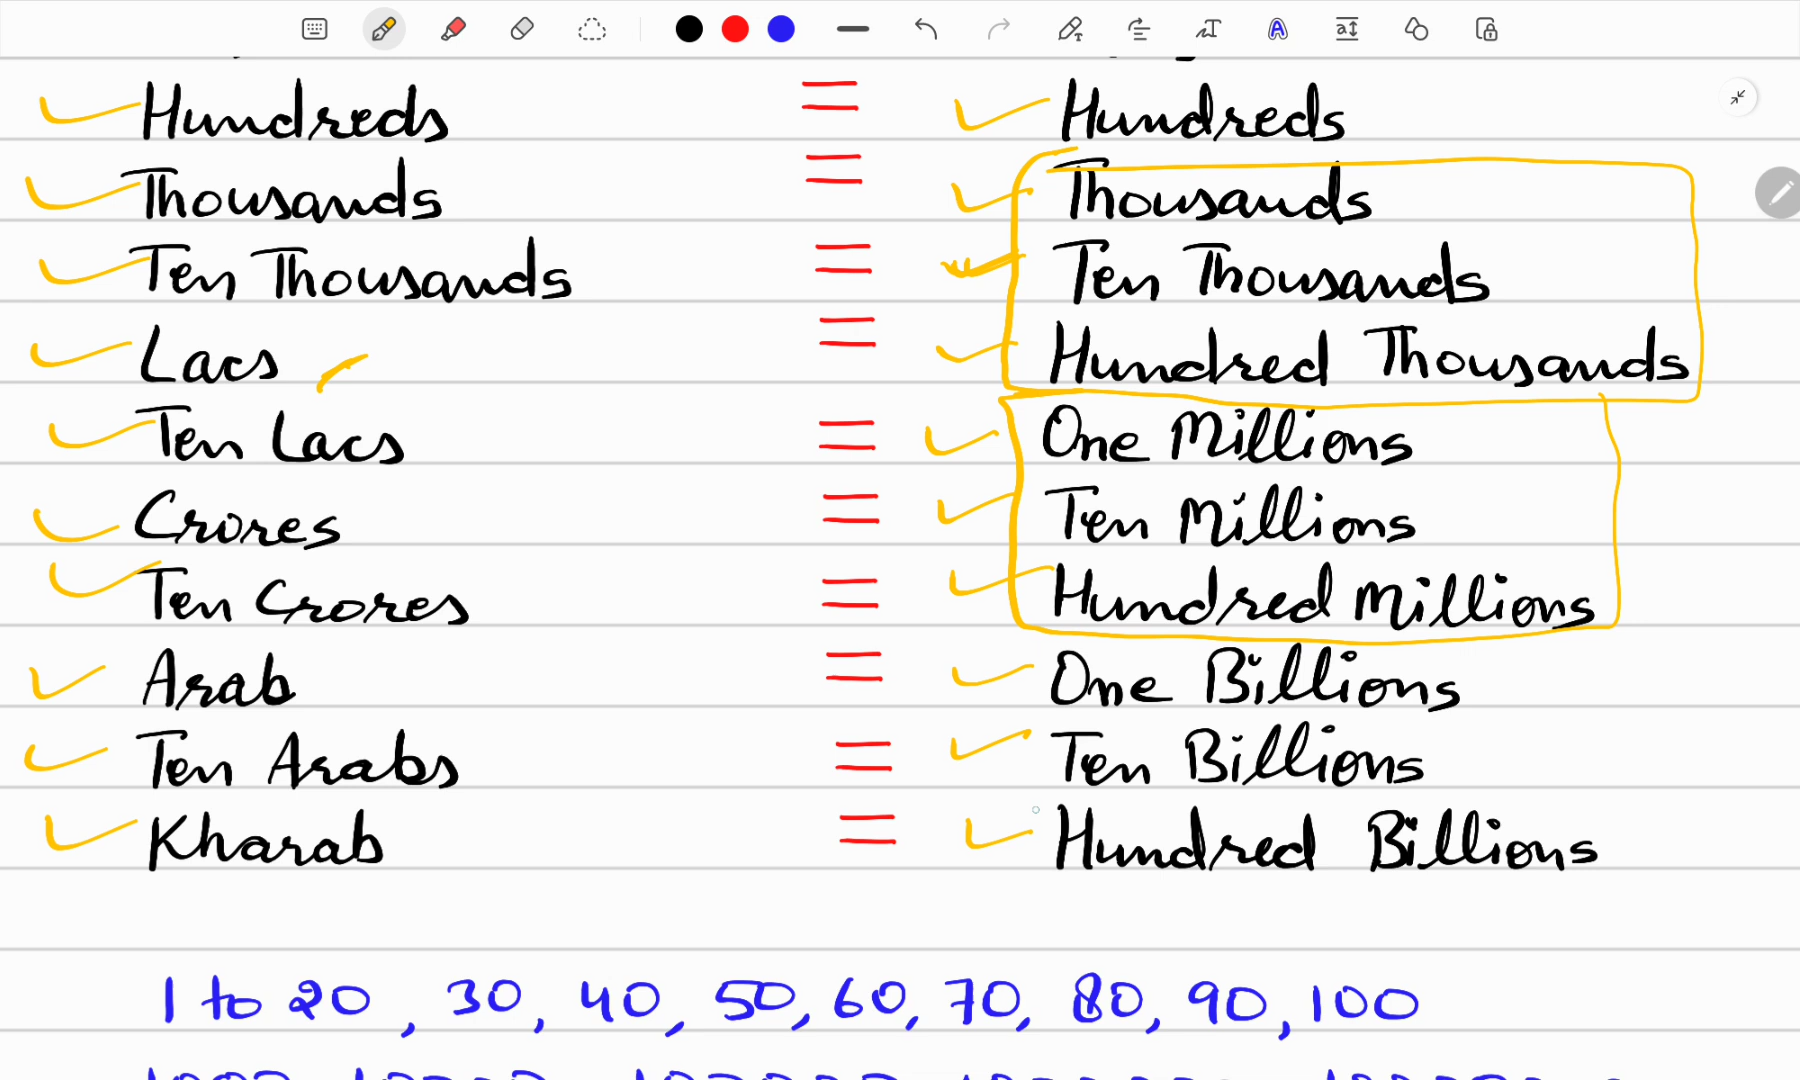 Hundreds = Hundreds
Thousands = Thousands
Ten Thousands = Ten Thousands
Lacs = Hundred Thousands
Ten Lacs = One Millions
Crores = Ten Millions
Ten Crores = Hundred Millions
Arab = One Billions
Ten Arabs = Ten Billions
Kharab = Hundred Billions
1 to 20, 30, 40, 50, 60, 70, 80, 90, 100